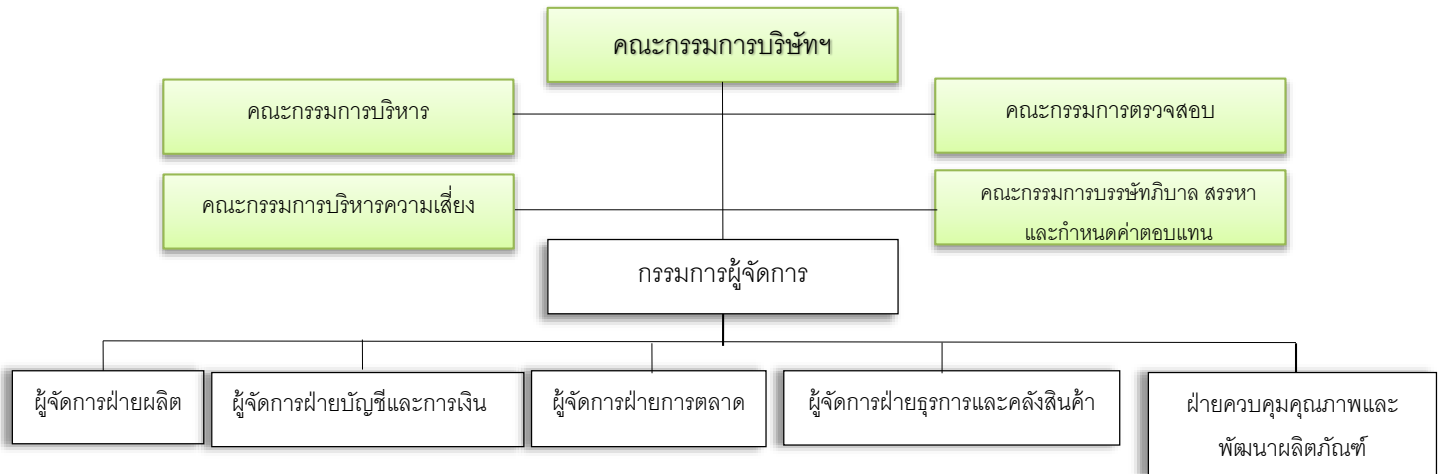 คณะกรรมการบริษัทฯ
คณะกรรมการบริหาร
คณะกรรมการตรวจสอบ
คณะกรรมการบริหารความเสี่ยง
คณะกรรมการบรรษัทภิบาล สรรหา
และกำหนดค่าตอบแทน
กรรมการผู้จัดการ
ผู้จัดการฝ่ายผลิต
ผู้จัดการฝ่ายบัญชีและการเงิน
ผู้จัดการฝ่ายการตลาด
ผู้จัดการฝ่ายธุรการและคลังสินค้า
ฝ่ายควบคุมคุณภาพและ
พัฒนาผลิตภัณฑ์